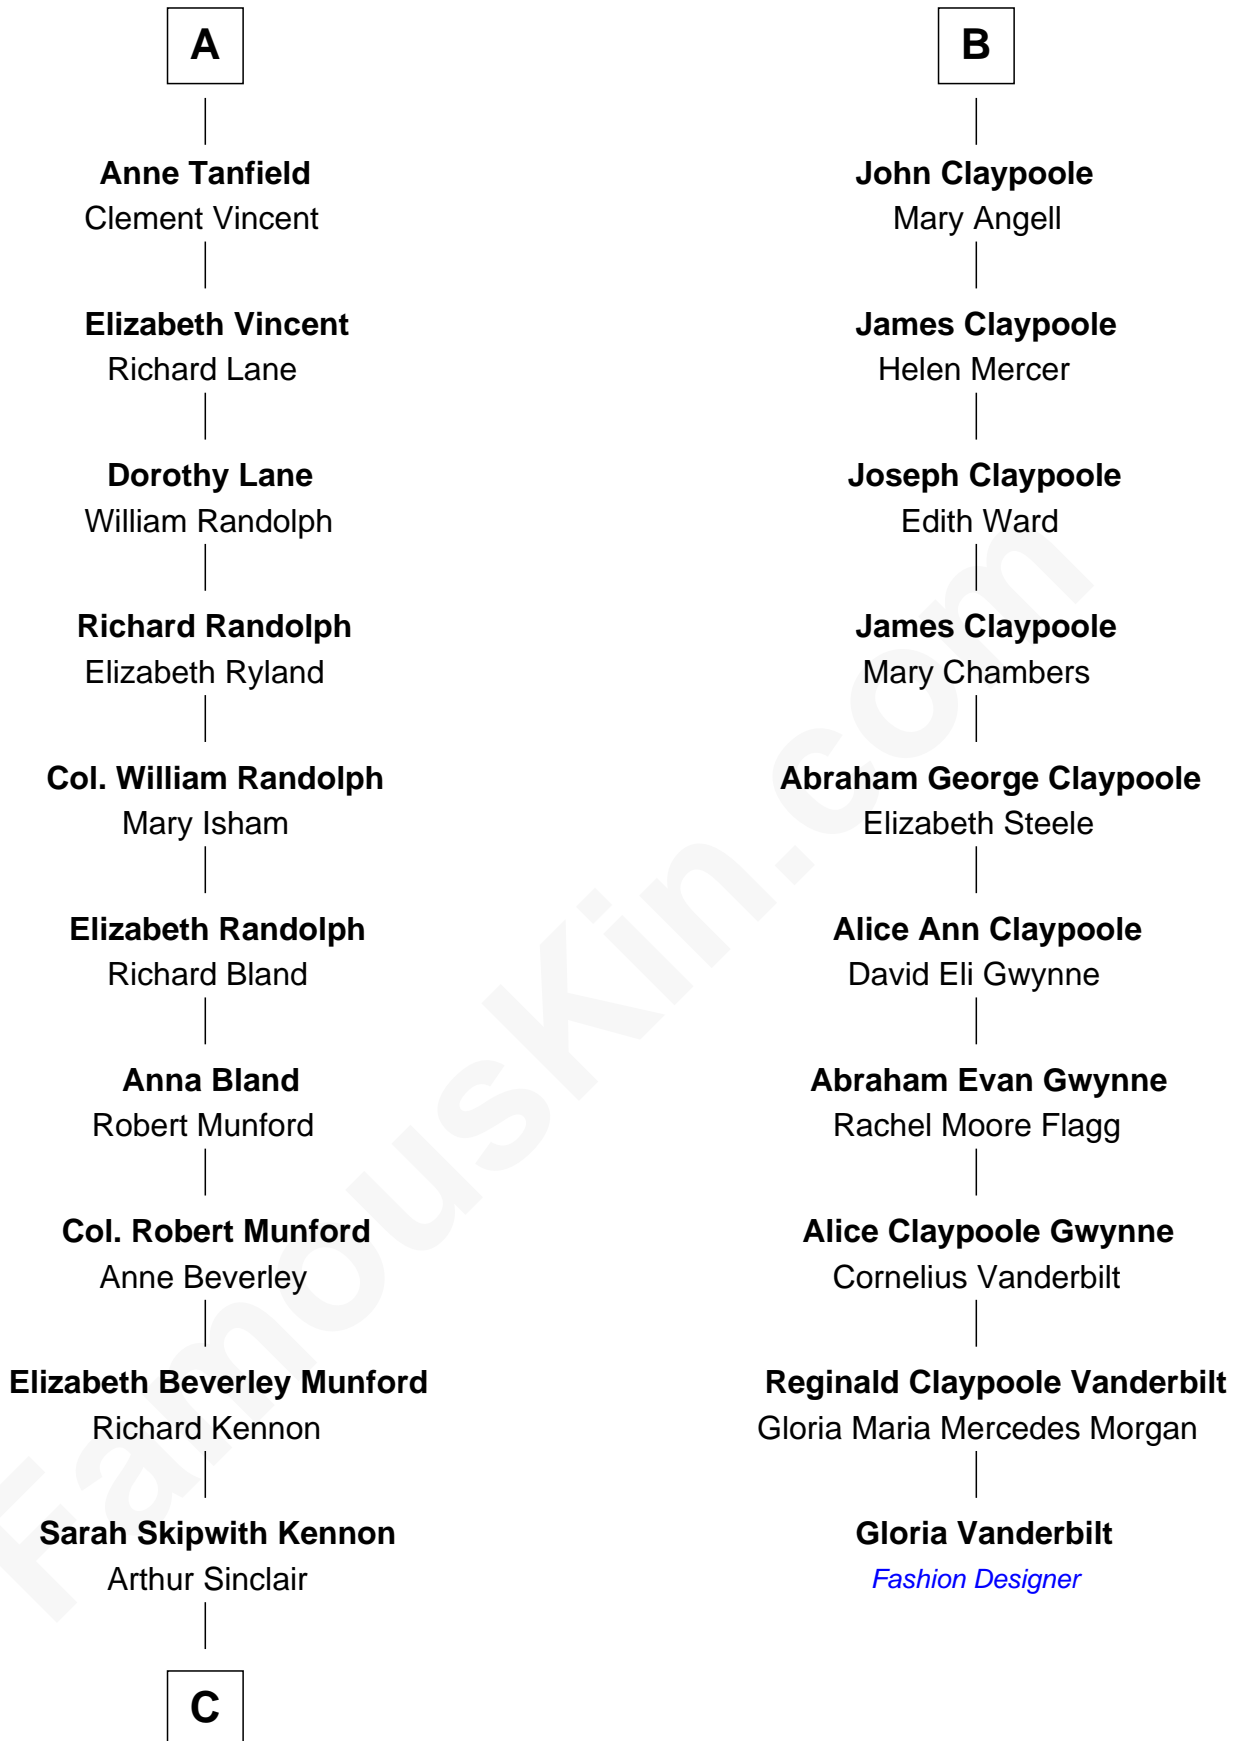 A
Anne Tanfield
Clement Vincent
Elizabeth Vincent
Richard Lane
Dorothy Lane
William Randolph
Richard Randolph
Elizabeth Ryland
Col. William Randolph
Mary Isham
Elizabeth Randolph
Richard Bland
Anna Bland
Robert Munford
Col. Robert Munford
Anne Beverley
Elizabeth Beverley Munford
Richard Kennon
Sarah Skipwith Kennon
Arthur Sinclair
C
B
John Claypoole
Mary Angell
James Claypoole
Helen Mercer
Joseph Claypoole
Edith Ward
James Claypoole
Mary Chambers
Abraham George Claypoole
Elizabeth Steele
Alice Ann Claypoole
David Eli Gwynne
Abraham Evan Gwynne
Rachel Moore Flagg
Alice Claypoole Gwynne
Cornelius Vanderbilt
Reginald Claypoole Vanderbilt
Gloria Maria Mercedes Morgan
Gloria Vanderbilt
Fashion Designer
FamousKin.com